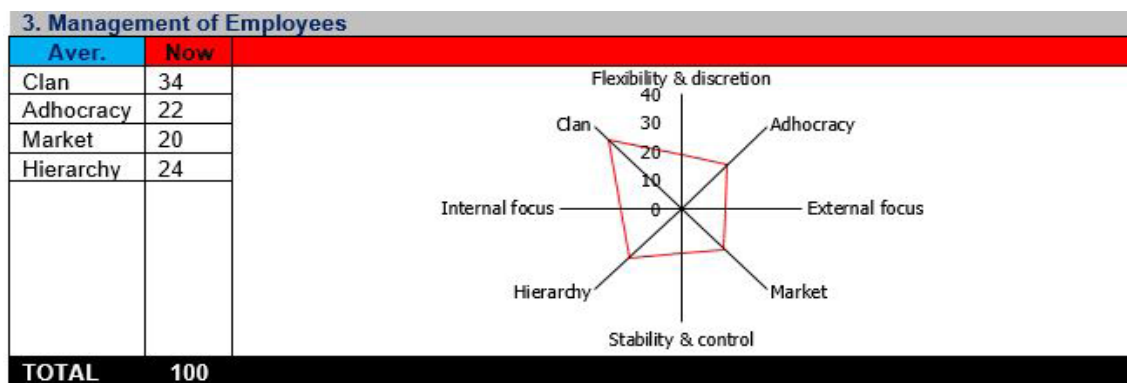 3. Management of Employees
Aver. Now
Clan 34
Adhocracy 22
Market 20
Hierarchy 24
TOTAL 100
Flexibility & discretion
40
30
20
10
0
Clan
Adhocracy
Internal focus
External focus
Hierarchy
Market
Stability & control